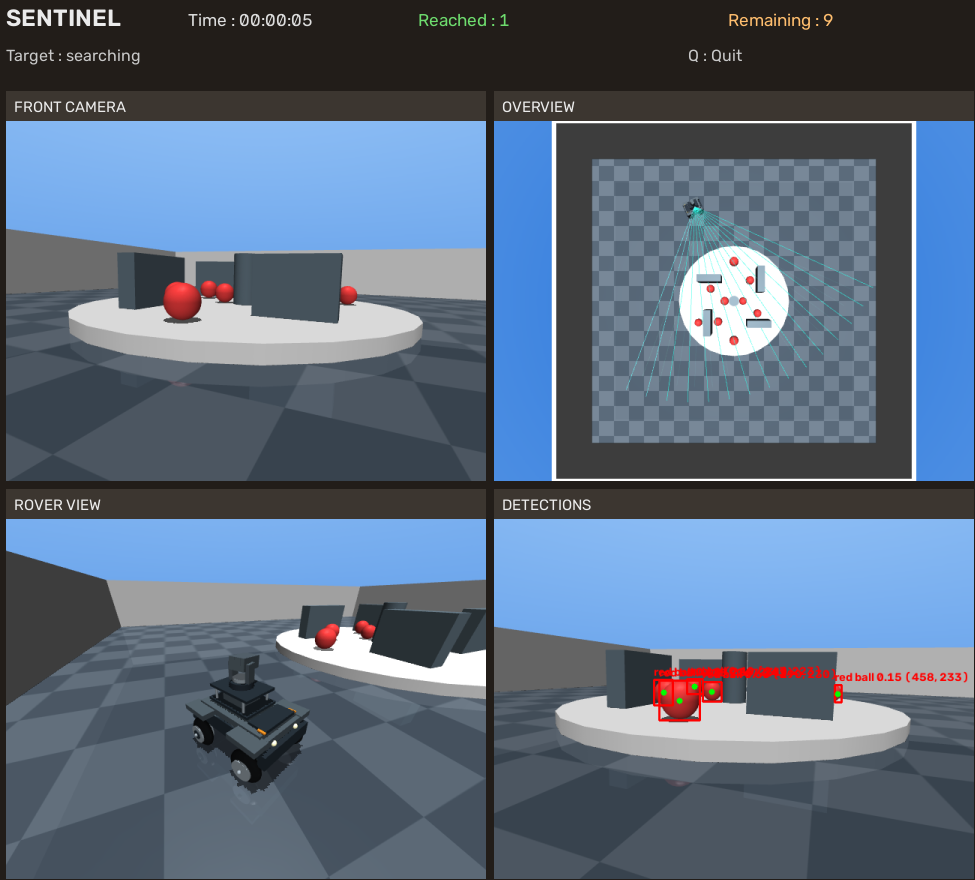 SENTINEL Time : 00:00:05 Reached : 1 Remaining : 9
Target : searching Q : Quit
FRONT CAMERA OVERVIEW
ROVER VIEW DETECTIONS
red ball 0.15 (458, 233)